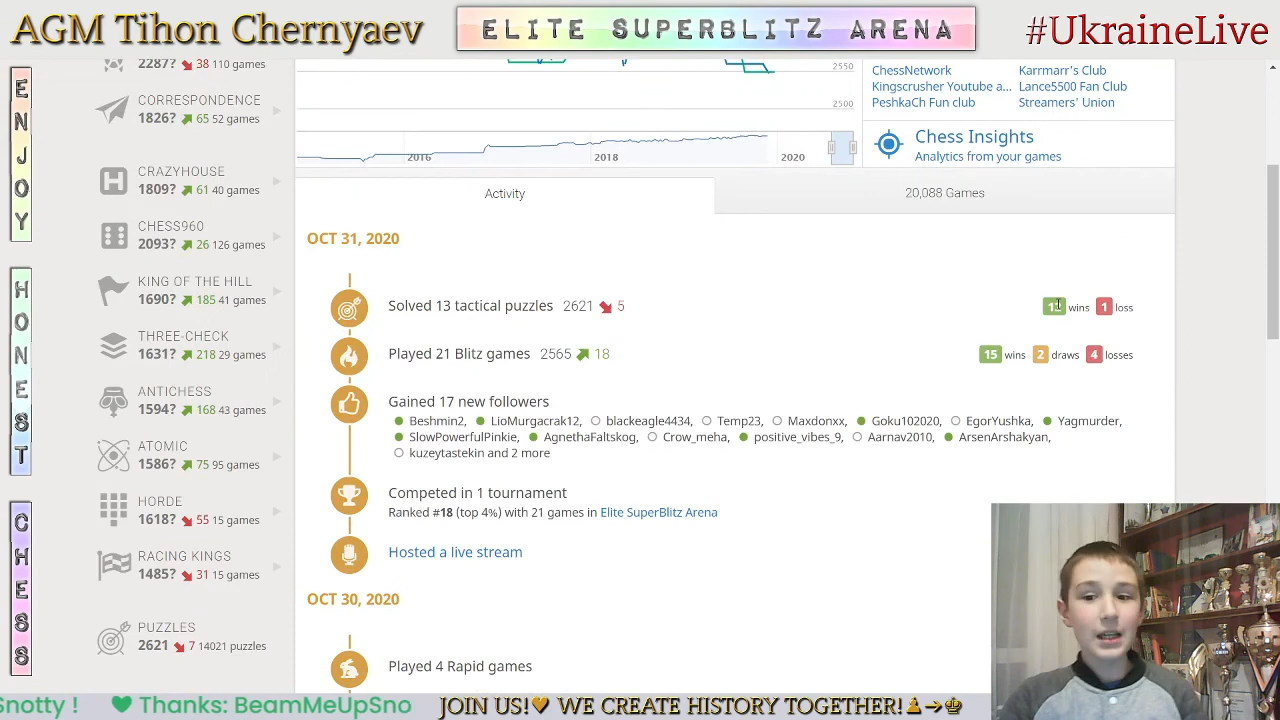 AGM Tihon Chernyaev
ELITE SUPERBLITZ ARENA
#UkraineLive
ENJOY
HONEST
CHESS
2287? 38 110 games
CORRESPONDENCE
1826? 65 52 games
CRAZYHOUSE
1809? 61 40 games
CHESS960
2093? 26 126 games
KING OF THE HILL
1690? 185 41 games
THREE-CHECK
1631? 218 29 games
ANTICHESS
1594? 168 43 games
ATOMIC
1586? 75 95 games
HORDE
1618? 55 15 games
RACING KINGS
1485? 31 15 games
PUZZLES
2621 7 14021 puzzles
2550
2500
2016 2018 2020
ChessNetwork Karrmarr's Club
Kingscrusher Youtube a... Lance5500 Fan Club
PeshkaCh Fun club Streamers' Union
Chess Insights
Analytics from your games
Activity 20,088 Games
OCT 31, 2020
Solved 13 tactical puzzles 2621 5 wins 1 loss
Played 21 Blitz games 2565 18 15 wins 2 draws 4 losses
Gained 17 new followers
Beshmin2, LioMurgacrak12, blackeagle4434, Temp23, Maxdonxx, Goku102020, EgorYushka, Yagmurder,
SlowPowerfulPinkie, AgnethaFaltskog, Crow_meha, positive_vibes_9, Aarnav2010, ArsenArshakyan,
kuzeytastekin and 2 more
Competed in 1 tournament
Ranked #18 (top 4%) with 21 games in Elite SuperBlitz Arena
Hosted a live stream
OCT 30, 2020
Played 4 Rapid games
Snotty ! Thanks: BeamMeUpSno
JOIN US! WE CREATE HISTORY TOGETHER!